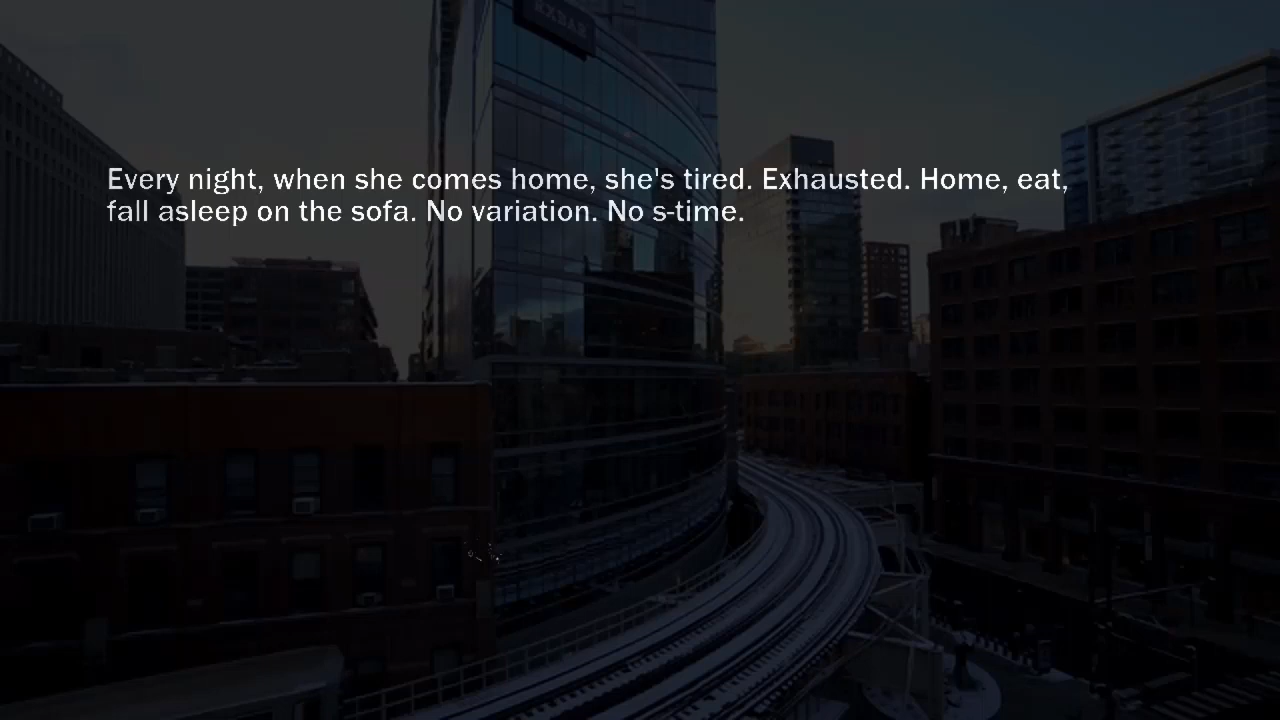 RXBAR
Every night, when she comes home, she's tired. Exhausted. Home, eat,
fall asleep on the sofa. No variation. No s-time.